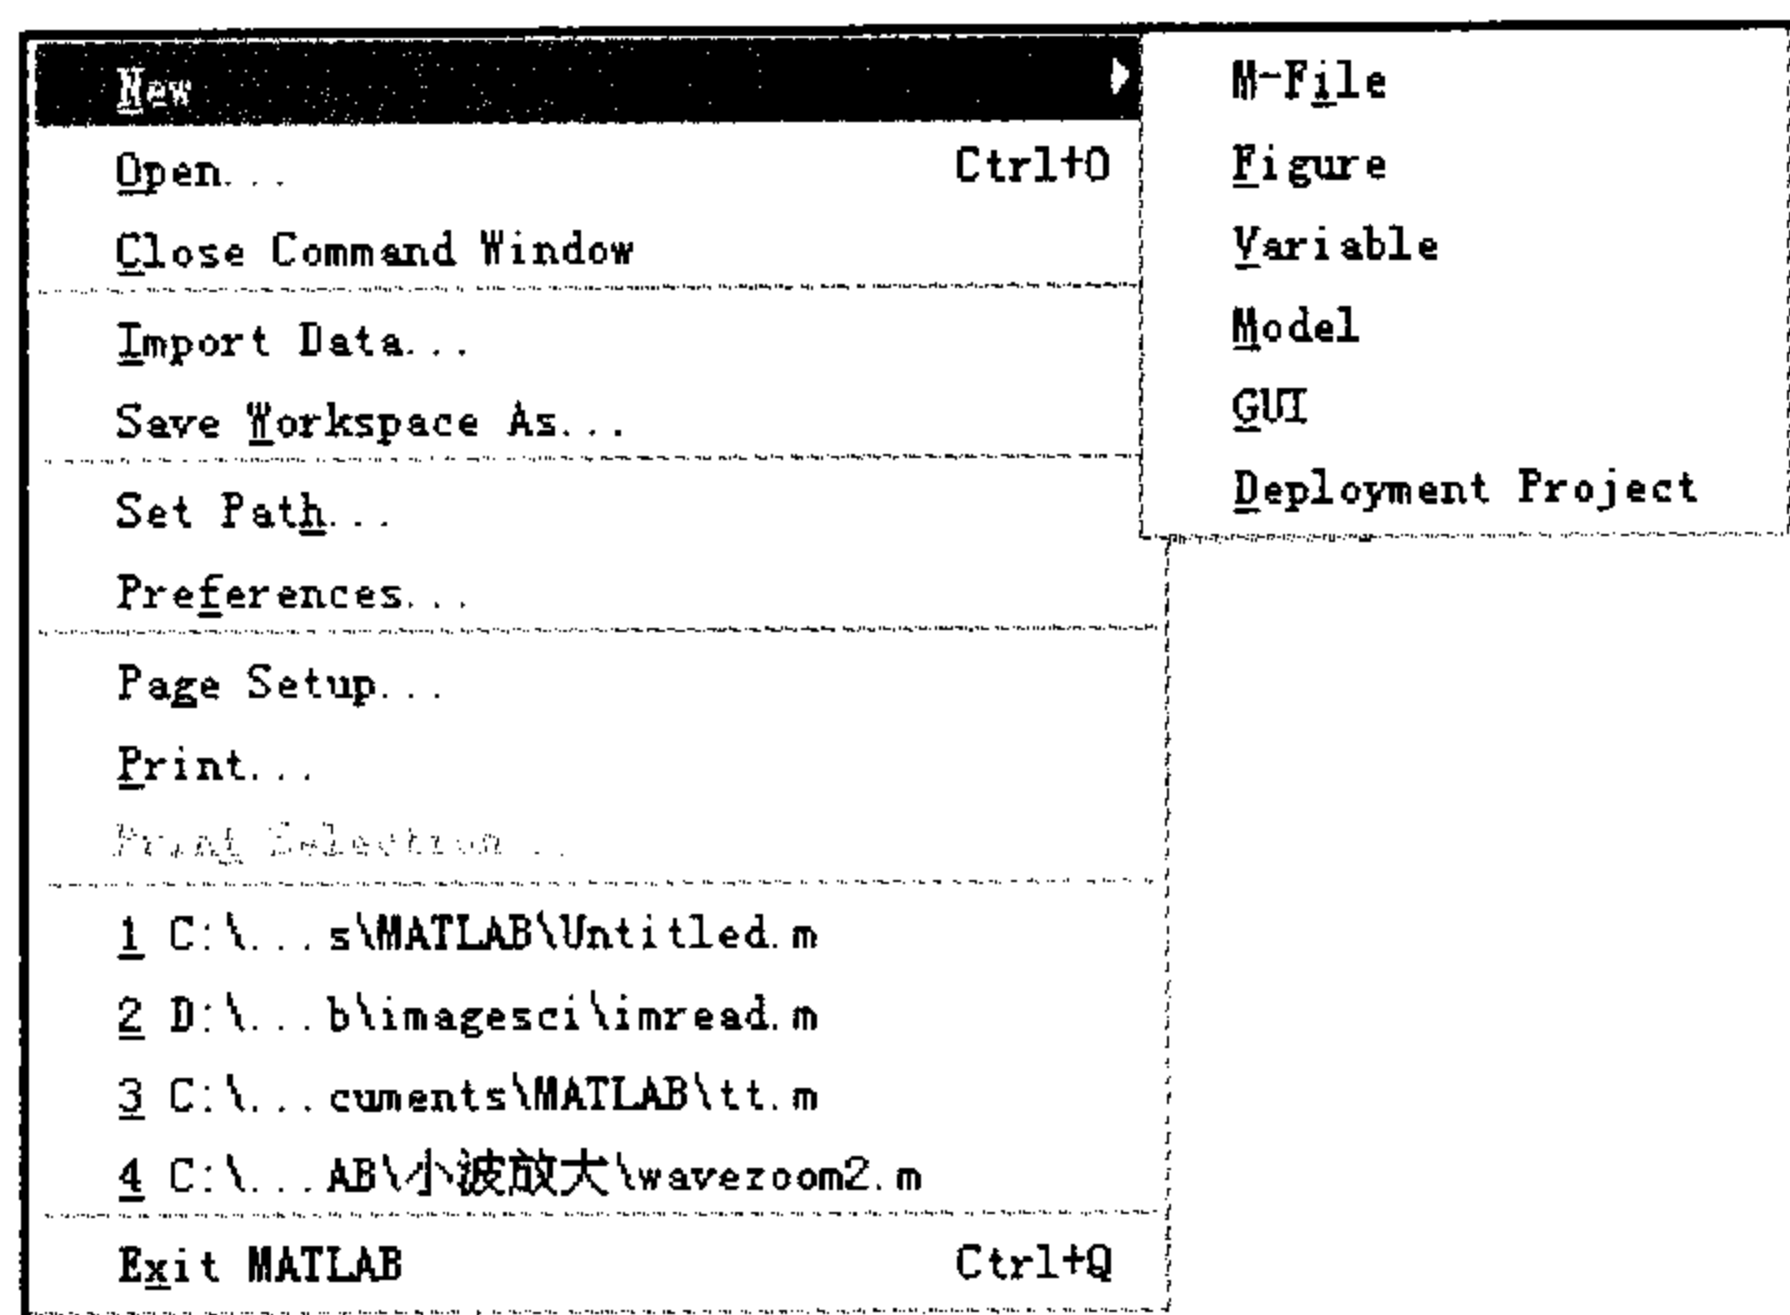 New
Open... Ctrl+O
Close Command Window
Import Data...
Save Workspace As...
Set Path...
Preferences...
Page Setup...
Print...
Print Selection...
1 C:\...s\MATLAB\Untitled.m
2 D:\...b\imagesci\imread.m
3 C:\...cuments\MATLAB\tt.m
4 C:\...AB\小波放大\wavezoom2.m
Exit MATLAB Ctrl+Q
M-File
Figure
Variable
Model
GUI
Deployment Project